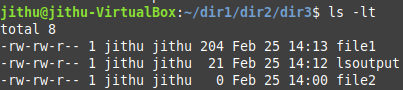 jithu@jithu-VirtualBox:~/dir1/dir2/dir3$ ls -lt
total 8
-rw-rw-r-- 1 jithu jithu 204 Feb 25 14:13 file1
-rw-rw-r-- 1 jithu jithu  21 Feb 25 14:12 lsoutput
-rw-rw-r-- 1 jithu jithu   0 Feb 25 14:00 file2